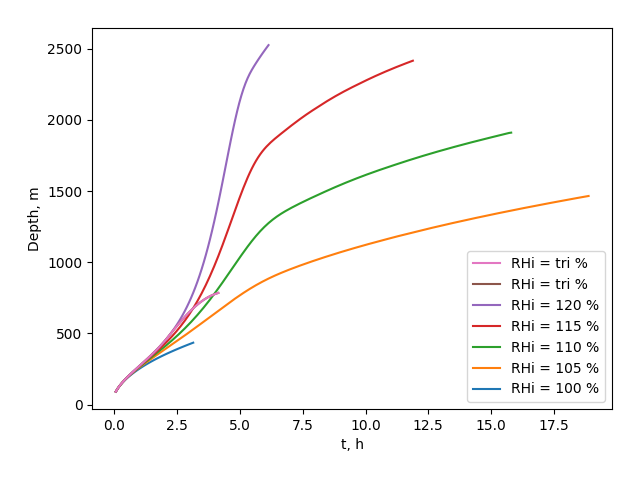 2500
2000
1500
1000
500
0
Depth, m
0.0 2.5 5.0 7.5 10.0 12.5 15.0 17.5
t, h
RHi = tri %
RHi = tri %
RHi = 120 %
RHi = 115 %
RHi = 110 %
RHi = 105 %
RHi = 100 %